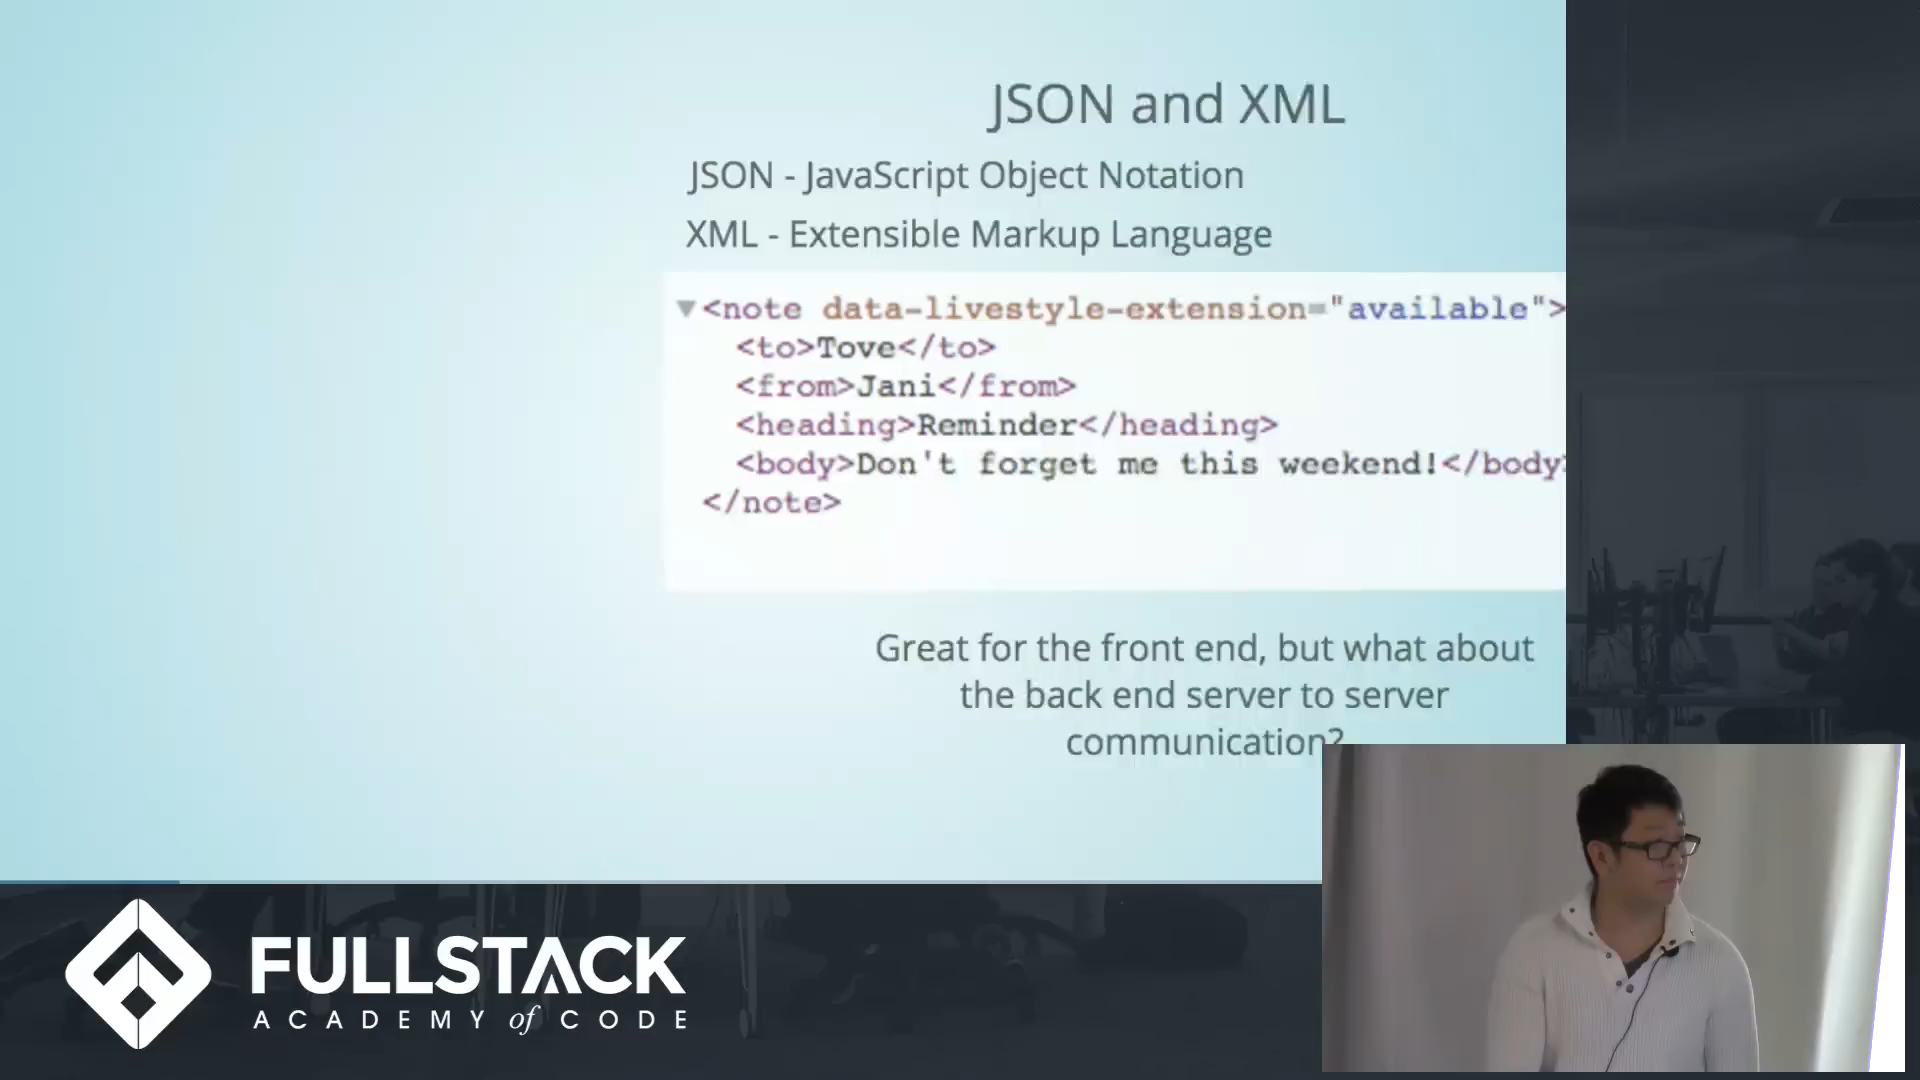 JSON and XML
JSON - JavaScript Object Notation
XML - Extensible Markup Language
<note data-livestyle-extension="available">
<to>Tove</to>
<from>Jani</from>
<heading>Reminder</heading>
<body>Don't forget me this weekend!</body>
</note>
Great for the front end, but what about
the back end server to server
communication?
FULLSTACK
ACADEMY of CODE